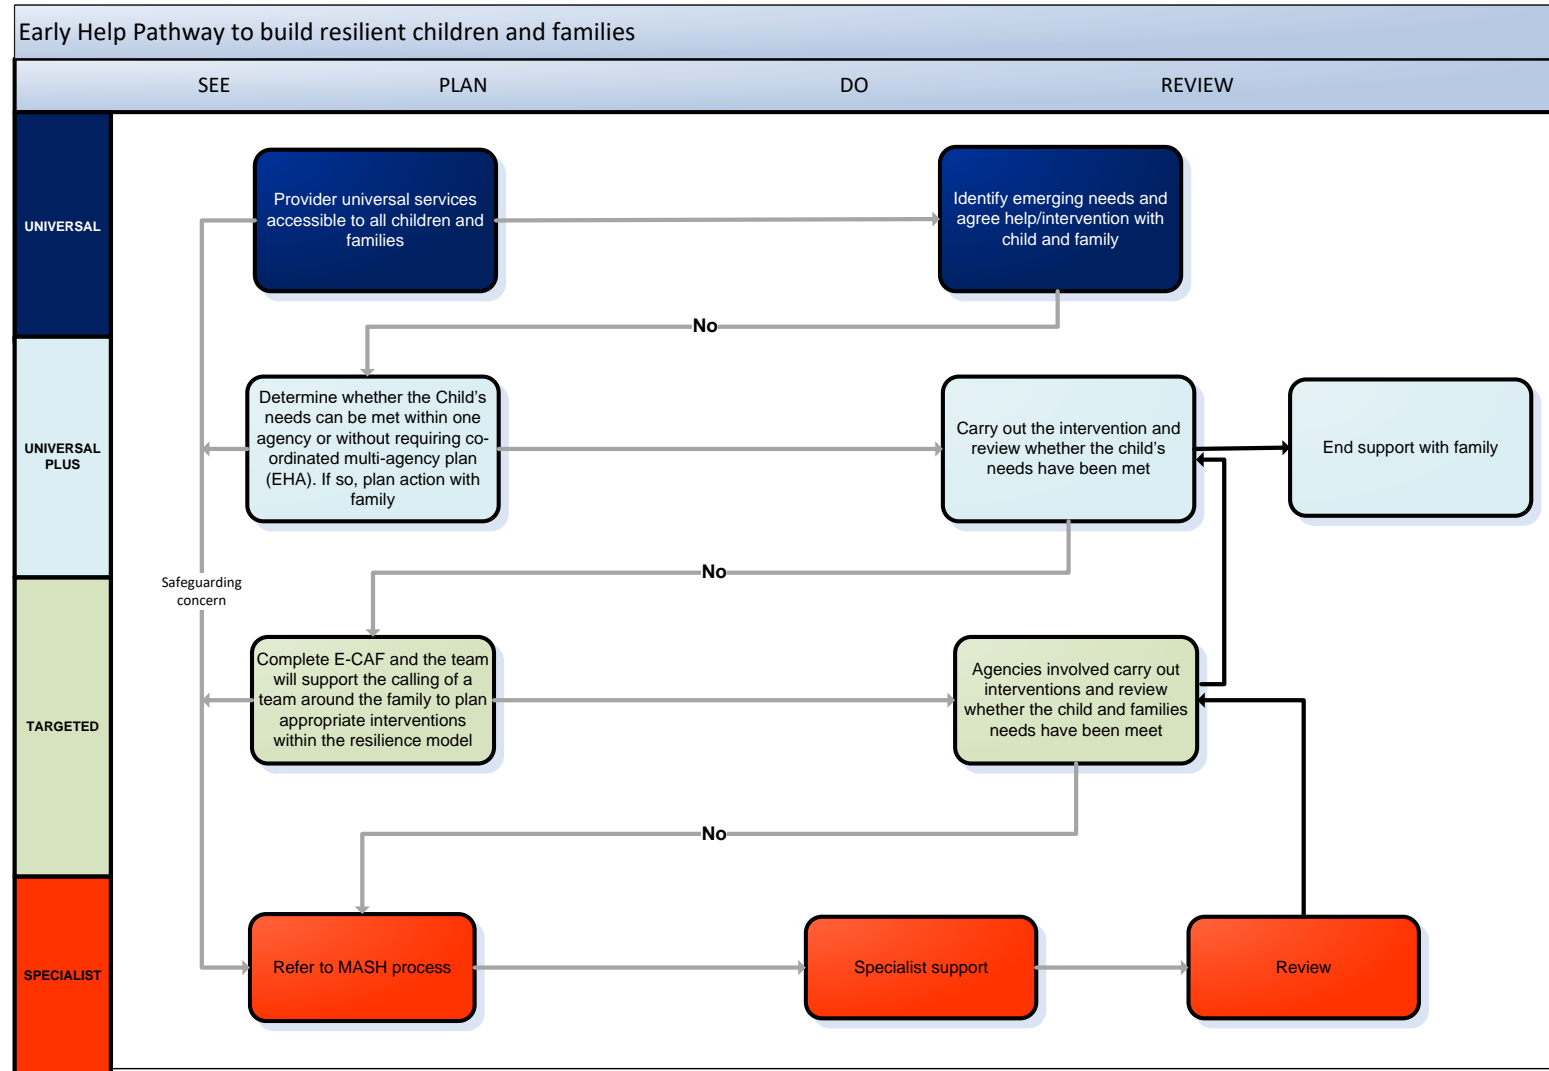 Early Help Pathway to build resilient children and families
SEE PLAN DO REVIEW
UNIVERSAL
Provider universal services
accessible to all children and
families
Identify emerging needs and
agree help/intervention with
child and family
No
UNIVERSAL
PLUS
Determine whether the Child's
needs can be met within one
agency or without requiring co-
ordinated multi-agency plan
(EHA). If so, plan action with
family
Carry out the intervention and
review whether the child's
needs have been met
End support with family
No
Safeguarding
concern
TARGETED
Complete E-CAF and the team
will support the calling of a
team around the family to plan
appropriate interventions
within the resilience model
Agencies involved carry out
interventions and review
whether the child and families
needs have been meet
No
SPECIALIST
Refer to MASH process
Specialist support
Review